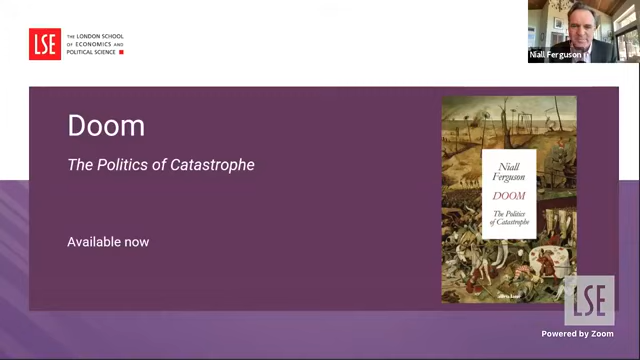 LSE
THE LONDON SCHOOL
OF ECONOMICS AND
POLITICAL SCIENCE
Niall Ferguson
Doom
The Politics of Catastrophe
Available now
Niall
Ferguson
DOOM
The Politics
of Catastrophe
LSE
Powered by Zoom